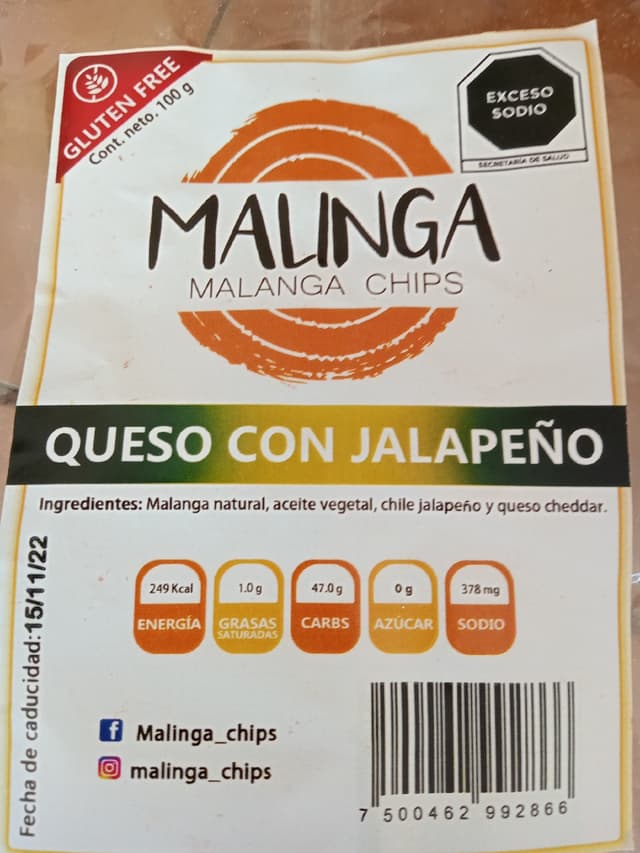 GLUTEN FREE
Cont. neto. 100 g
EXCESO
SODIO
SECRETARÍA DE SALUD
MALINGA
MALANGA CHIPS
QUESO CON JALAPEÑO
Ingredientes: Malanga natural, aceite vegetal, chile jalapeño y queso cheddar.
249 Kcal
ENERGÍA
1.0 g
GRASAS
SATURADAS
47.0 g
CARBS
0 g
AZÚCAR
378 mg
SODIO
Fecha de caducidad:15/11/22
f Malinga_chips
malinga_chips
7 500462 992866